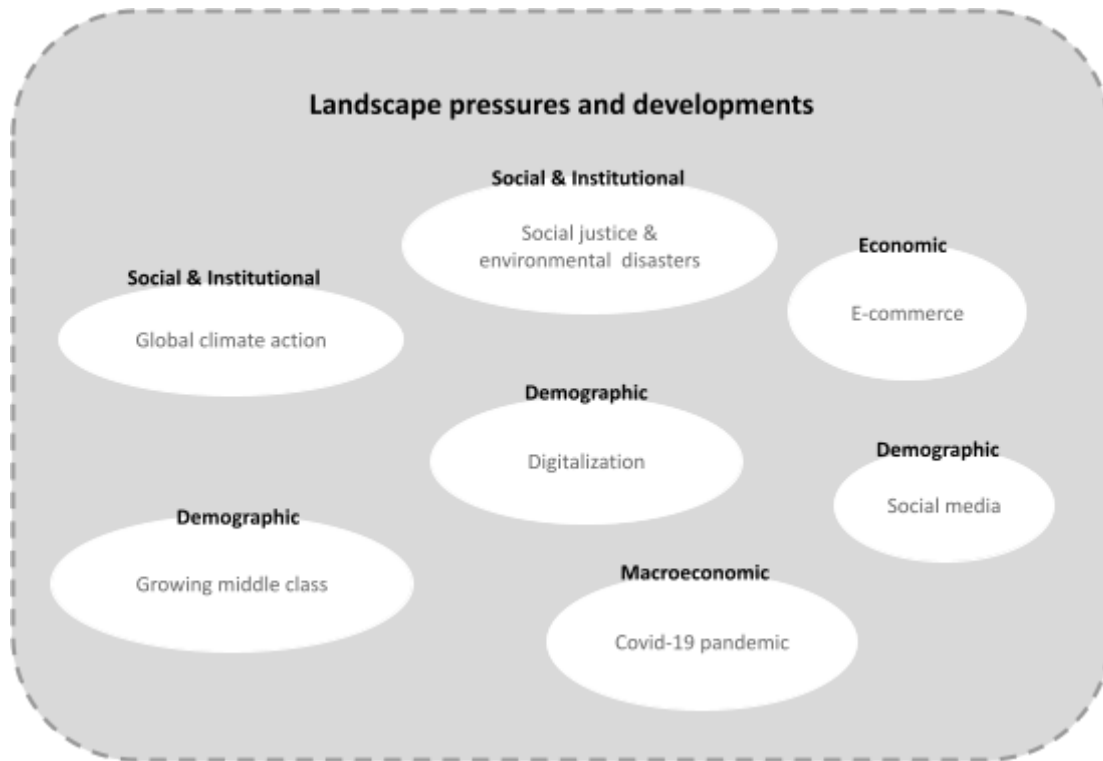 Landscape pressures and developments
Social & Institutional
Social justice &
environmental disasters
Economic
E-commerce
Social & Institutional
Global climate action
Demographic
Digitalization
Demographic
Social media
Demographic
Growing middle class
Macroeconomic
Covid-19 pandemic